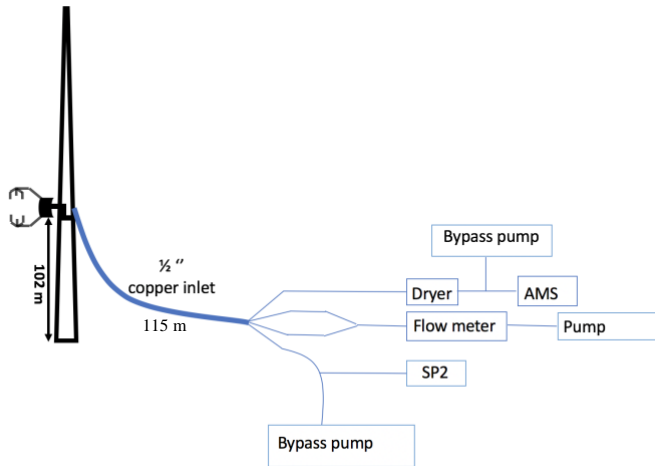 102 m
½ ″
copper inlet
115 m
Bypass pump
Dryer
AMS
Flow meter
Pump
SP2
Bypass pump